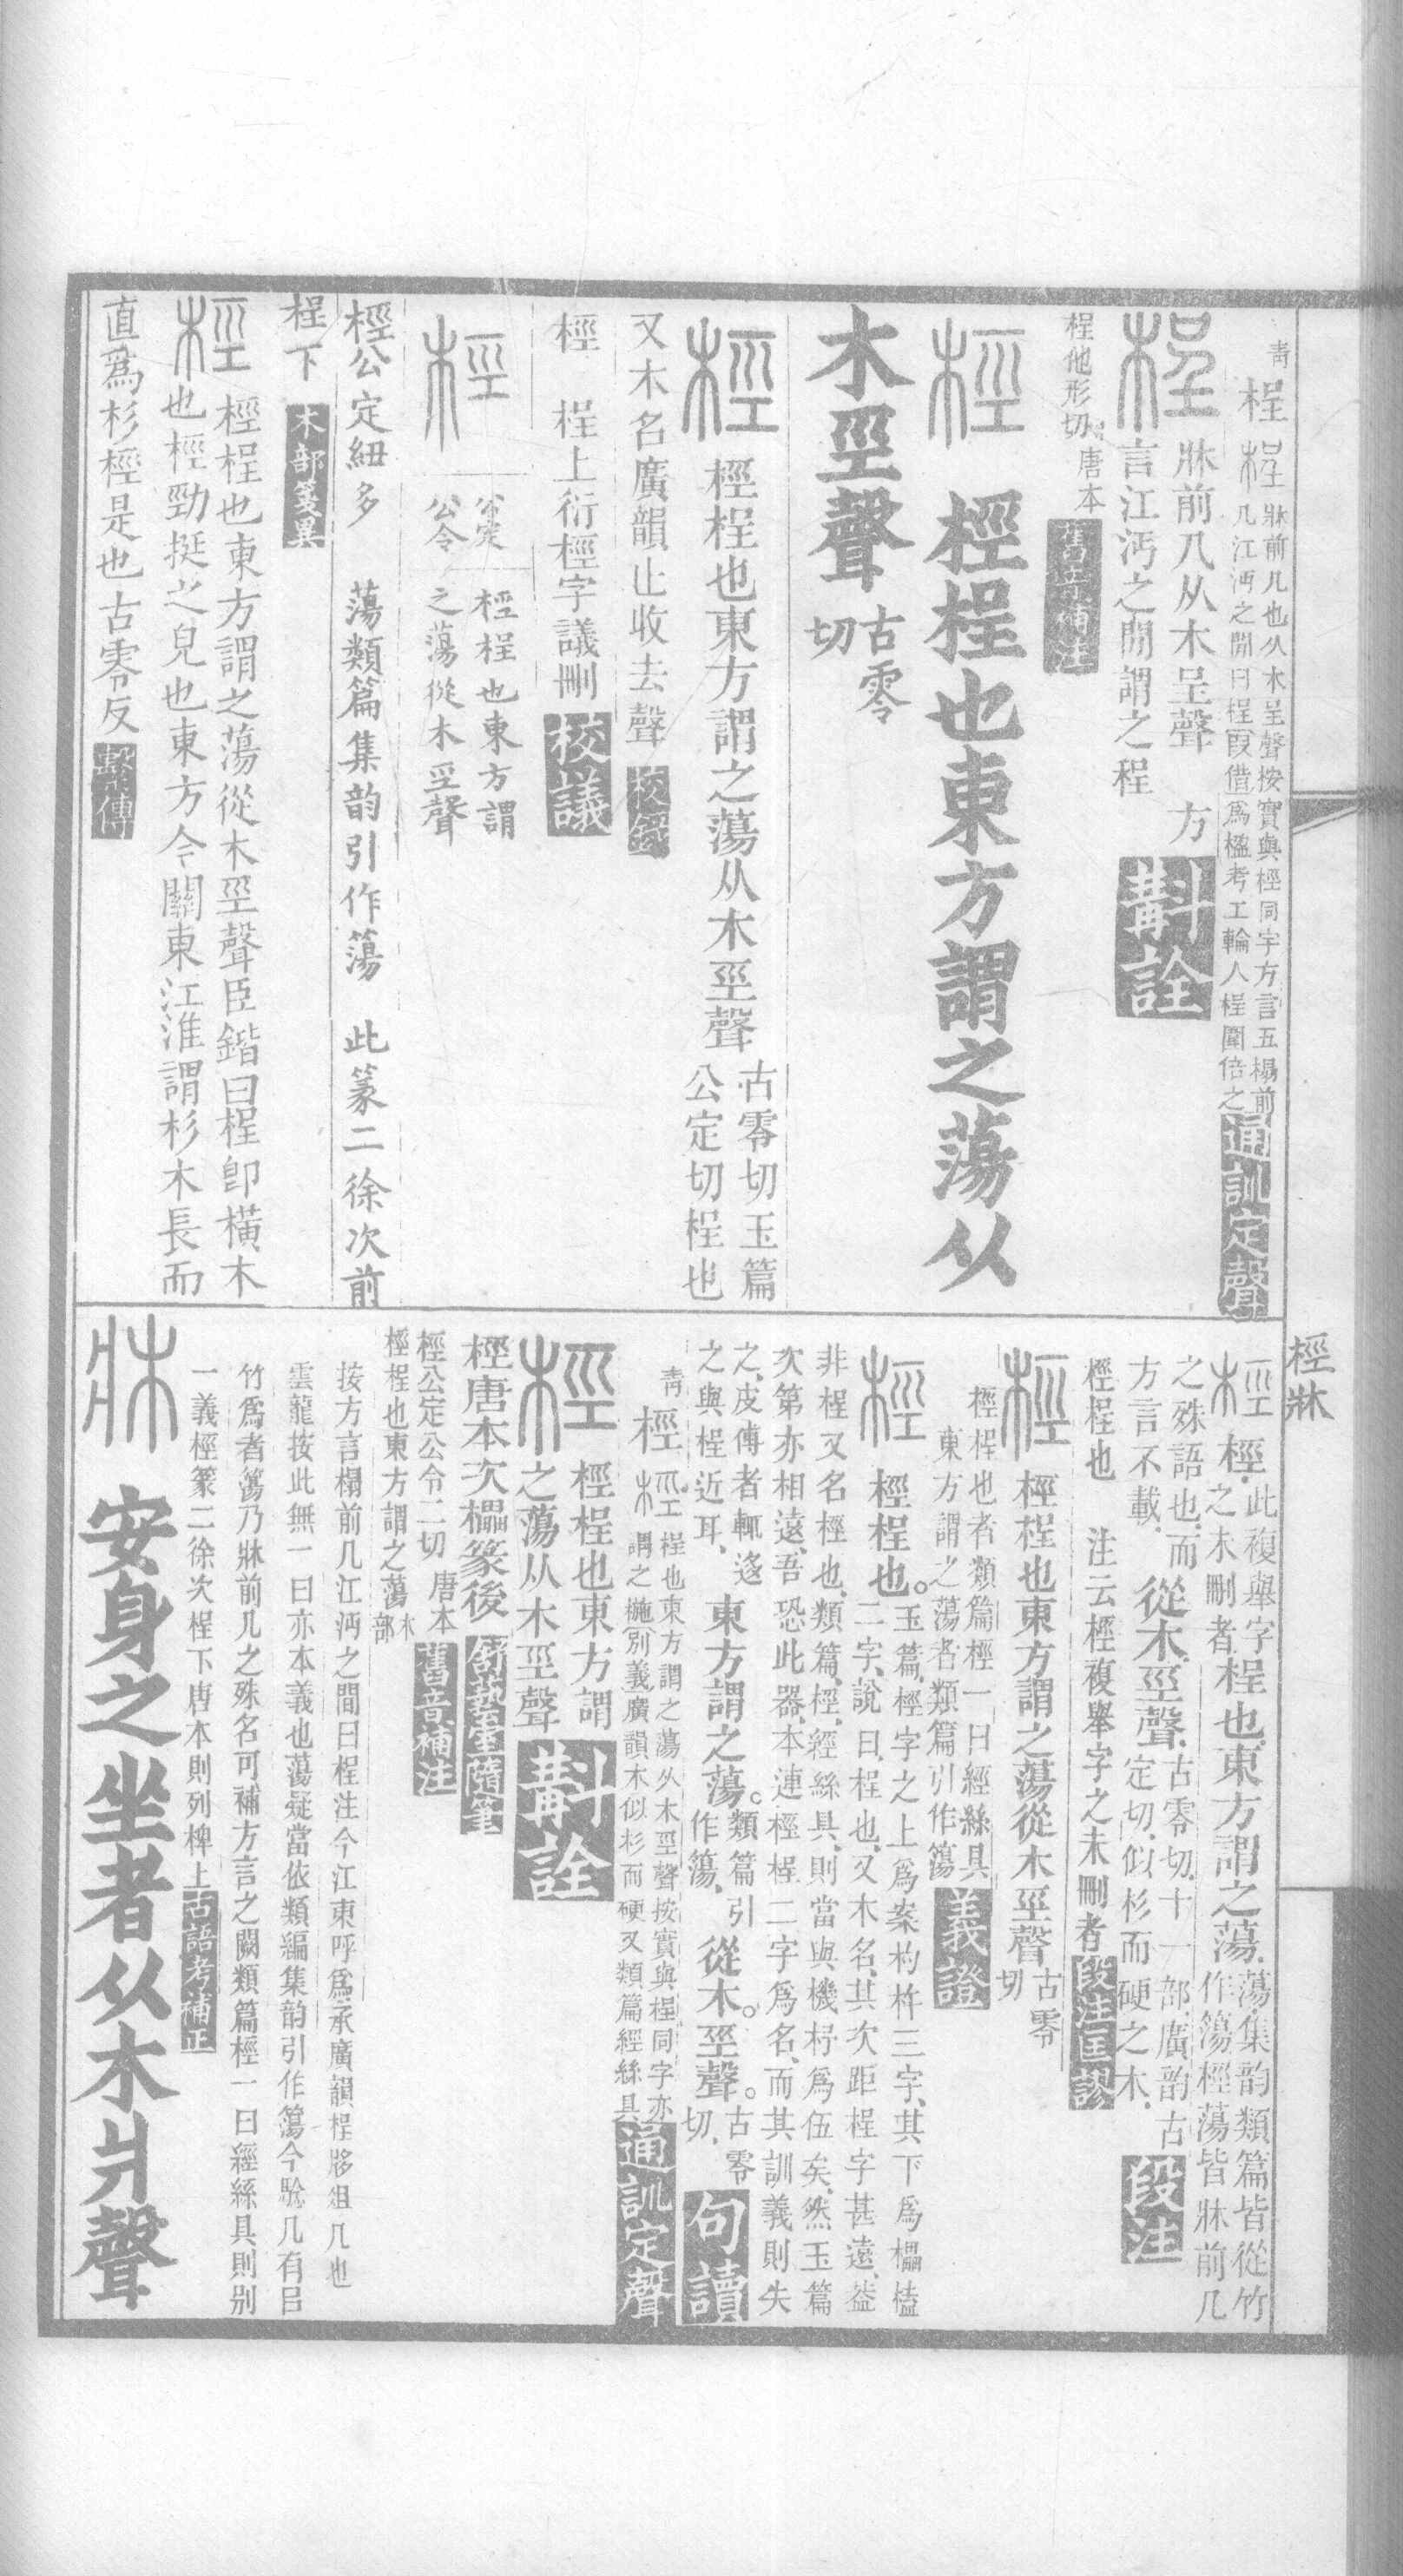 青
桯
牀前几也从木呈聲按實與桱同字方言五榻前
几江沔之閒曰桯叚借爲楹考工輪人桯圍倍之
通訓定聲
牀前几从木呈聲 方
言江沔之閒謂之桯
斠詮
桯他形切 唐本
舊音補注
桱桯也東方謂之蕩从
木巠聲
古零
切
桱桯也東方謂之蕩从木巠聲
古零切玉篇
公定切桯也
又木名廣韻止收去聲
校錄
桱 桯上衍桱字議刪
校議
公定
公令
桱桯也東方謂
之蕩從木巠聲
桱公定紐多 蕩類篇集韵引作簜 此篆二徐次前
桯下
木部箋異
桱桯也東方謂之蕩從木巠聲臣鍇曰桯卽橫木
也桱勁挺之皃也東方今關東江淮謂杉木長而
直爲杉桱是也古零反
繫傳
桱牀
桱
此複舉字
之未刪者
桯也東方謂之蕩
蕩集韵類篇皆從竹
作簜桱蕩皆牀前几
之殊語也而
方言不載
從木巠聲
古零切十一部廣韵古
定切似杉而硬之木
段注
桱桯也 注云桱複舉字之未刪者
段注匡謬
桱桯也東方謂之蕩從木巠聲
古零
切
桱桯也者類篇桱一曰經絲具
東方謂之蕩者類篇引作簜
義證
桱桯也
玉篇桱字之上爲案杓柞三字其下爲櫑榼
二字說曰桯也又木名其次距桯字甚遠蓋
非桯又名桱也類篇桱經絲具則當與機杼爲伍矣然玉篇
次第亦相遠吾恐此器本連桱桯二字爲名而其訓義則失
之皮傅者輒迻
之與桯近耳
東方謂之蕩
類篇引
作簜
從木巠聲
古零
切
句讀
青
桱
桯也東方謂之蕩从木巠聲按實與桯同字亦
謂之𣖳別義廣韻木似杉而硬又類篇經絲具
通訓定聲
桱桯也東方謂
之蕩从木巠聲
斠詮
桱唐本次櫑篆後
舒藝室隨筆
桱公定公令二切 唐本
桱桯也東方謂之蕩
木
部
舊音補注
按方言榻前几江沔之間曰桯注今江東呼爲承廣韻桯牀俎几也
雲龍按此無一曰亦本義也蕩疑當依類編集韵引作簜今驗几有㠯
竹爲者簜乃牀前几之殊名可補方言之闕類篇桱一曰經絲具則別
一義桱篆二徐次桯下唐本則列椑上
古語考補正
安身之坐者从木爿聲